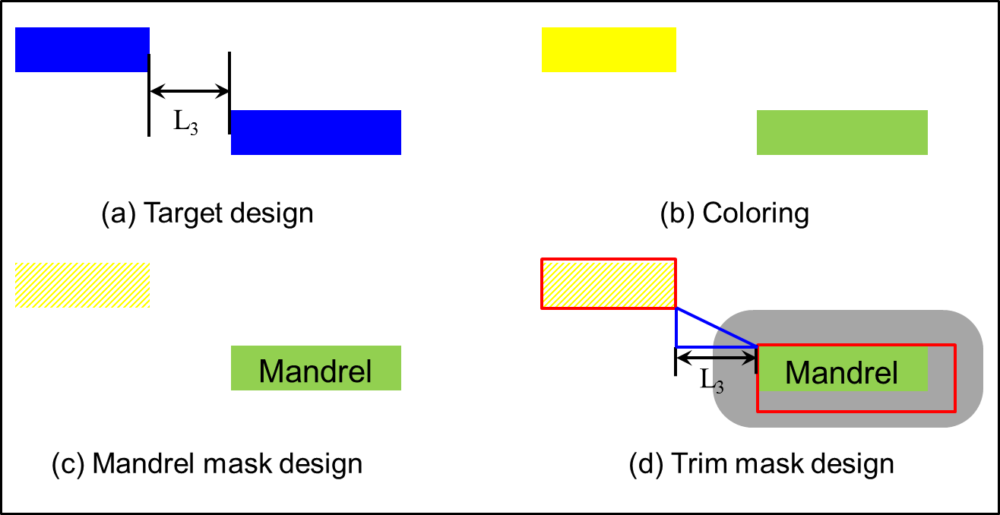 L3
(a) Target design
(b) Coloring
Mandrel
(c) Mandrel mask design
L3
Mandrel
(d) Trim mask design